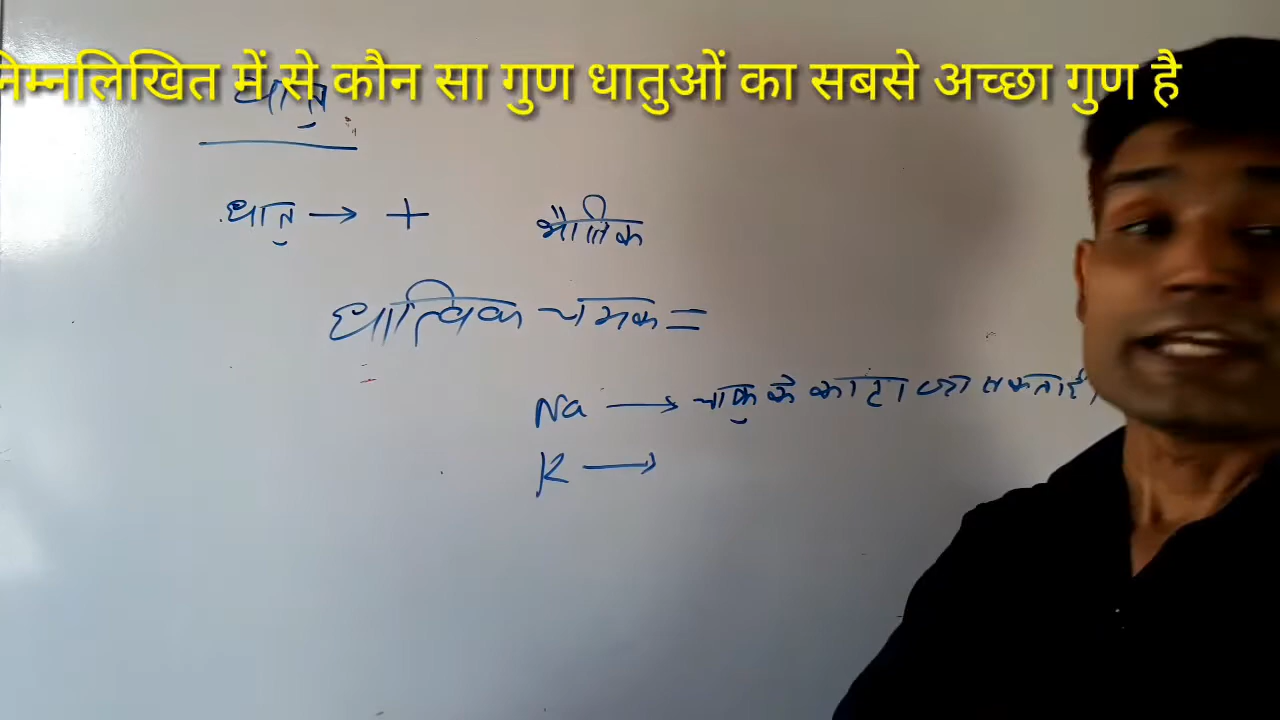 निम्नलिखित में से कौन सा गुण धातुओं का सबसे अच्छा गुण है
धातु
धातु → + भौतिक
धात्विक चमक =
Na → चाकु के काटा जा सकता है।
K →